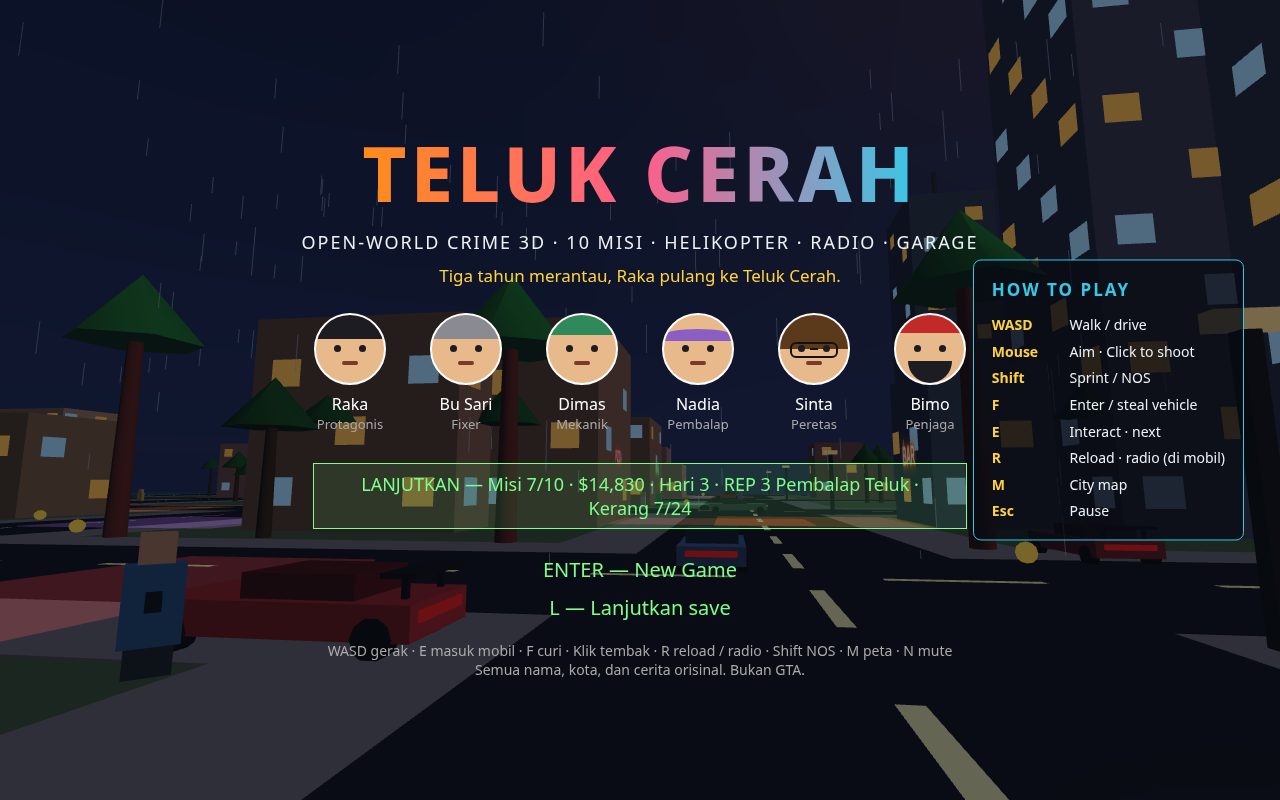 TELUK CERAH
OPEN-WORLD CRIME 3D · 10 MISI · HELIKOPTER · RADIO · GARAGE
Tiga tahun merantau, Raka pulang ke Teluk Cerah.
Raka
Protagonis
Bu Sari
Fixer
Dimas
Mekanik
Nadia
Pembalap
Sinta
Peretas
Bimo
Penjaga
LANJUTKAN — Misi 7/10 · $14,830 · Hari 3 · REP 3 Pembalap Teluk ·
Kerang 7/24
ENTER — New Game
L — Lanjutkan save
WASD gerak · E masuk mobil · F curi · Klik tembak · R reload / radio · Shift NOS · M peta · N mute
Semua nama, kota, dan cerita orisinal. Bukan GTA.
HOW TO PLAY
WASD Walk / drive
Mouse Aim · Click to shoot
Shift Sprint / NOS
F Enter / steal vehicle
E Interact · next
R Reload · radio (di mobil)
M City map
Esc Pause
BAR